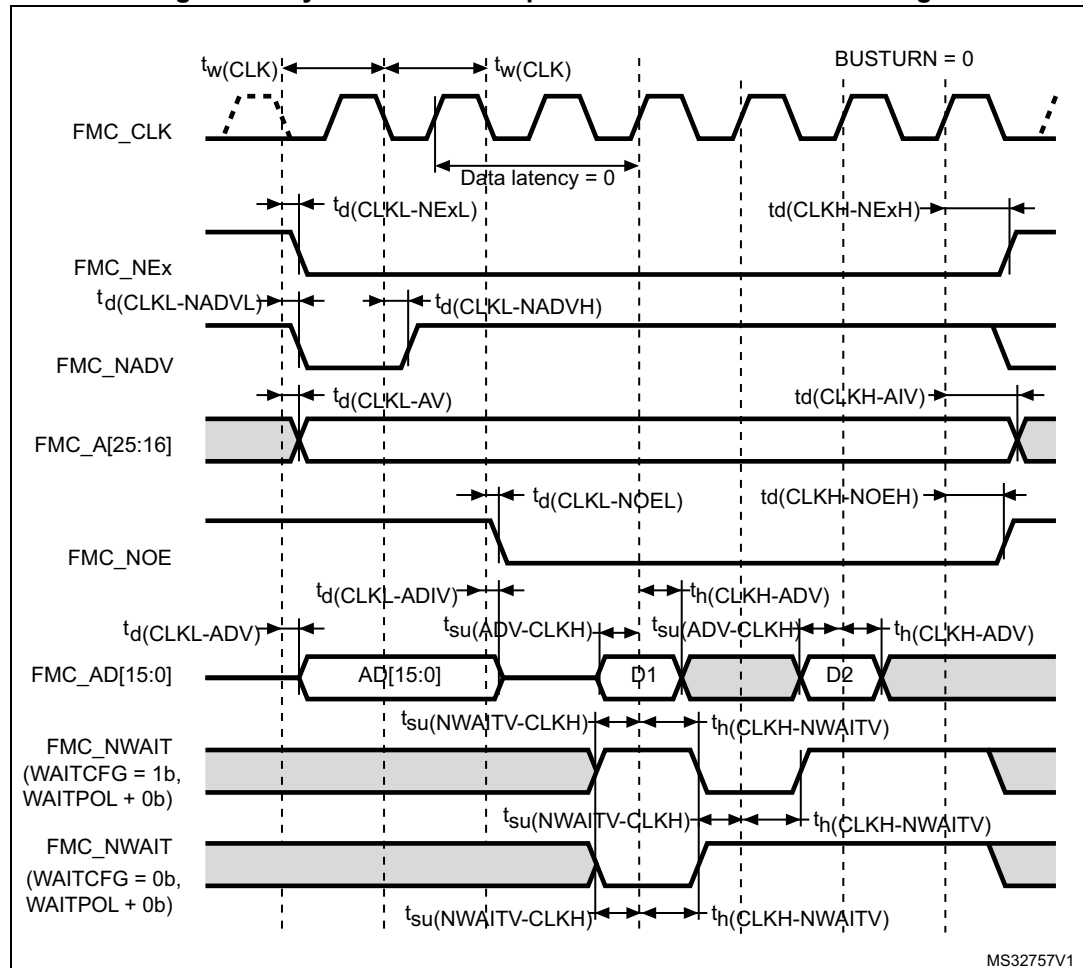 BUSTURN = 0
tw(CLK) tw(CLK)
FMC_CLK
Data latency = 0
td(CLKL-NExL) td(CLKH-NExH)
FMC_NEx
td(CLKL-NADVL) td(CLKL-NADVH)
FMC_NADV
td(CLKL-AV) td(CLKH-AIV)
FMC_A[25:16]
td(CLKL-NOEL) td(CLKH-NOEH)
FMC_NOE
td(CLKL-ADIV) th(CLKH-ADV)
td(CLKL-ADV) tsu(ADV-CLKH) tsu(ADV-CLKH) th(CLKH-ADV)
FMC_AD[15:0] AD[15:0] D1 D2
tsu(NWAITV-CLKH) th(CLKH-NWAITV)
FMC_NWAIT
(WAITCFG = 1b,
WAITPOL + 0b)
tsu(NWAITV-CLKH) th(CLKH-NWAITV)
FMC_NWAIT
(WAITCFG = 0b,
WAITPOL + 0b)
tsu(NWAITV-CLKH) th(CLKH-NWAITV)
MS32757V1